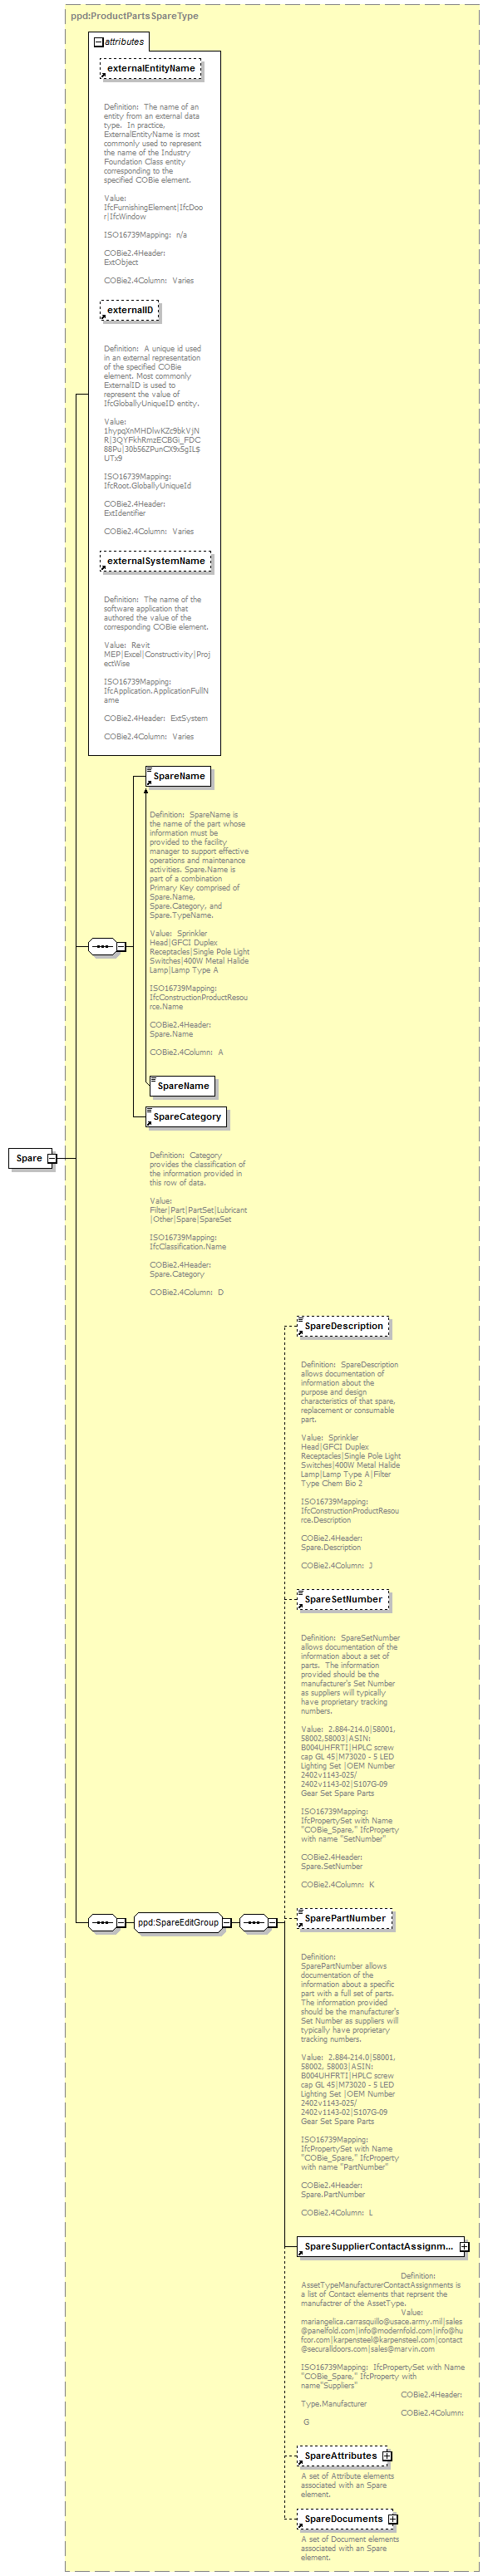 ppd:ProductPartsSpareType
attributes
externalEntityName
Definition:  The name of an
entity from an external data
type.  In practice,
ExternalEntityName is most
commonly used to represent
the name of the Industry
Foundation Class entity
corresponding to the
specified COBie element.
Value:
IfcFurnishingElement|IfcDoo
r|IfcWindow
ISO16739Mapping:  n/a
COBie2.4Header:
ExtObject
COBie2.4Column:  Varies
externalID
Definition:  A unique id used
in an external representation
of the specified COBie
element. Most commonly
ExternalID is used to
represent the value of
IfcGloballyUniqueID entity.
Value:
1hypqXnMHDlwKZc9bkVjN
R|3QYFkhRmzECBGi_FDC
88Pu|30b56ZPunCX9xSgIL$
UTx9
ISO16739Mapping:
IfcRoot.GloballyUniqueId
COBie2.4Header:
ExtIdentifier
COBie2.4Column:  Varies
externalSystemName
Definition:  The name of the
software application that
authored the value of the
corresponding COBie element.
Value:  Revit
MEP|Excel|Constructivity|Proj
ectWise
ISO16739Mapping:
IfcApplication.ApplicationFullN
ame
COBie2.4Header:  ExtSystem
COBie2.4Column:  Varies
SpareName
Definition:  SpareName is
the name of the part whose
information must be
provided to the facility
manager to support effective
operations and maintenance
activities. Spare.Name is
part of a combination
Primary Key comprised of
Spare.Name,
Spare.Category, and
Spare.TypeName.
Value:  Sprinkler
Head|GFCI Duplex
Receptacles|Single Pole Light
Switches|400W Metal Halide
Lamp|Lamp Type A
ISO16739Mapping:
IfcConstructionProductResou
rce.Name
COBie2.4Header:
Spare.Name
COBie2.4Column:  A
SpareName
SpareCategory
Spare
Definition:  Category
provides the classification of
the information provided in
this row of data.
Value:
Filter|Part|PartSet|Lubricant
|Other|Spare|SpareSet
ISO16739Mapping:
IfcClassification.Name
COBie2.4Header:
Spare.Category
COBie2.4Column:  D
SpareDescription
Definition:  SpareDescription
allows documentation of
information about the
purpose and design
characteristics of that spare,
replacement or consumable
part.
Value:  Sprinkler
Head|GFCI Duplex
Receptacles|Single Pole Light
Switches|400W Metal Halide
Lamp|Lamp Type A|Filter
Type Chem Bio 2
ISO16739Mapping:
IfcConstructionProductResou
rce.Description
COBie2.4Header:
Spare.Description
COBie2.4Column:  J
SpareSetNumber
Definition:  SpareSetNumber
allows documentation of the
information about a set of
parts.  The information
provided should be the
manufacturer's Set Number
as suppliers will typically
have proprietary tracking
numbers.
Value:  2.884-214.0|58001,
58002,58003|ASIN:
B004UHFRTI|HPLC screw
cap GL 45|M73020 - 5 LED
Lighting Set |OEM Number
2402v1143-025/
2402v1143-02|S107G-09
Gear Set Spare Parts
ISO16739Mapping:
IfcPropertySet with Name
"COBie_Spare," IfcProperty
with name "SetNumber"
COBie2.4Header:
Spare.SetNumber
COBie2.4Column:  K
ppd:SpareEditGroup
SparePartNumber
Definition:
SparePartNumber allows
documentation of the
information about a specific
part with a full set of parts.
The information provided
should be the manufacturer's
Set Number as suppliers will
typically have proprietary
tracking numbers.
Value:  2.884-214.0|58001,
58002, 58003|ASIN:
B004UHFRTI|HPLC screw
cap GL 45|M73020 - 5 LED
Lighting Set |OEM Number
2402v1143-025/
2402v1143-02|S107G-09
Gear Set Spare Parts
ISO16739Mapping:
IfcPropertySet with Name
"COBie_Spare," IfcProperty
with name "PartNumber"
COBie2.4Header:
Spare.PartNumber
COBie2.4Column:  L
SpareSupplierContactAssignm...
Definition:
AssetTypeManufacturerContactAssignments is
a list of Contact elements that reprsent the
manufactrer of the AssetType.
Value:
mariangelica.carrasquillo@usace.army.mil|sales
@panelfold.com|info@modernfold.com|info@hu
fcor.com|karpensteel@karpensteel.com|contact
@securalldoors.com|sales@marvin.com
ISO16739Mapping:  IfcPropertySet with Name
"COBie_Spare," IfcProperty with
name"Suppliers"
COBie2.4Header:
Type.Manufacturer
COBie2.4Column:
G
SpareAttributes
A set of Attribute elements
associated with an Spare
element.
SpareDocuments
A set of Document elements
associated with an Spare
element.